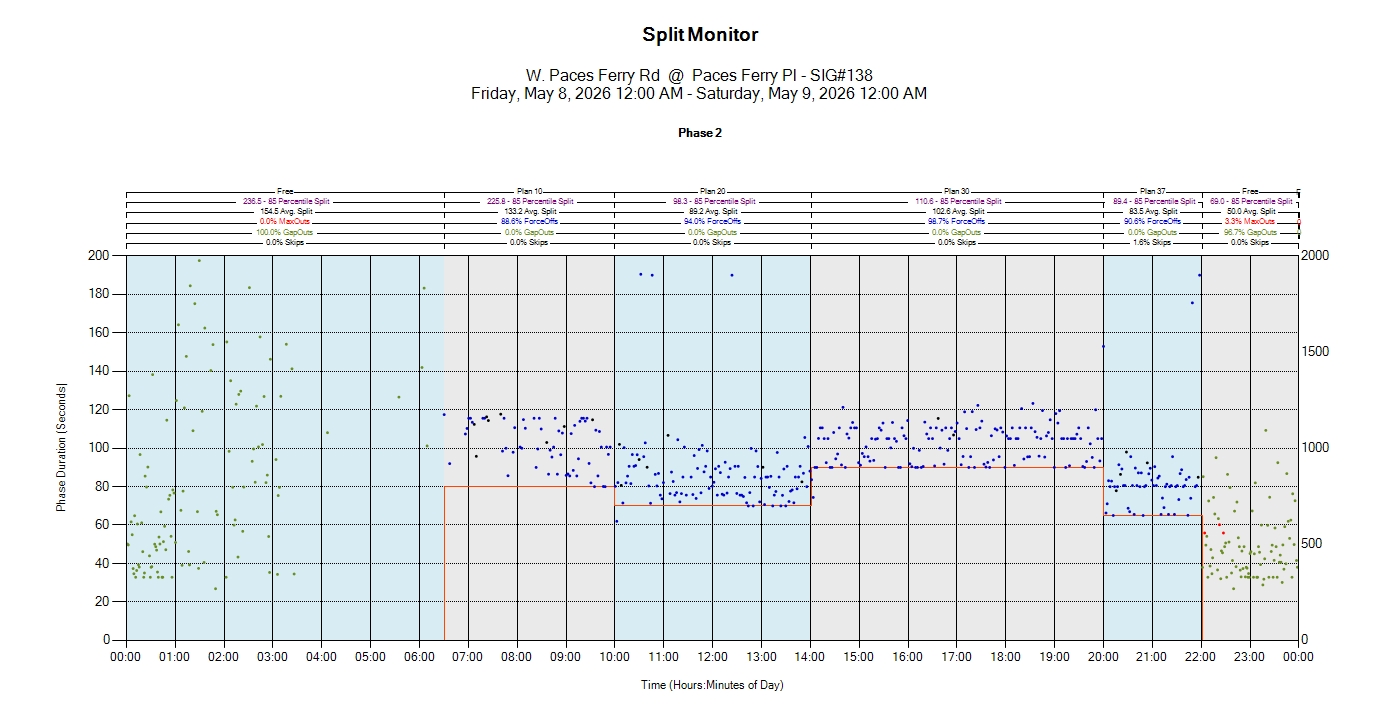 Split Monitor
W. Paces Ferry Rd @ Paces Ferry Pl - SIG#138
Friday, May 8, 2026 12:00 AM - Saturday, May 9, 2026 12:00 AM
Phase 2
Free Plan 10 Plan 20 Plan 30 Plan 37 Free F
236.5 - 85 Percentile Split 225.8 - 85 Percentile Split 98.3 - 85 Percentile Split 110.6 - 85 Percentile Split 89.4 - 85 Percentile Split 69.0 - 85 Percentile Split
154.5 Avg. Split 133.2 Avg. Split 89.2 Avg. Split 102.6 Avg. Split 83.5 Avg. Split 50.0 Avg. Split
0.0% MaxOuts 88.6% ForceOffs 94.0% ForceOffs 98.7% ForceOffs 90.6% ForceOffs 3.3% MaxOuts
100.0% GapOuts 0.0% GapOuts 0.0% GapOuts 0.0% GapOuts 0.0% GapOuts 96.7% GapOuts
0.0% Skips 0.0% Skips 0.0% Skips 0.0% Skips 1.6% Skips 0.0% Skips
200 2000
180
160
1500
140
120
100 1000
80
60
500
40
20
0 0
Phase Duration (Seconds)
00:00 01:00 02:00 03:00 04:00 05:00 06:00 07:00 08:00 09:00 10:00 11:00 12:00 13:00 14:00 15:00 16:00 17:00 18:00 19:00 20:00 21:00 22:00 23:00 00:00
Time (Hours:Minutes of Day)